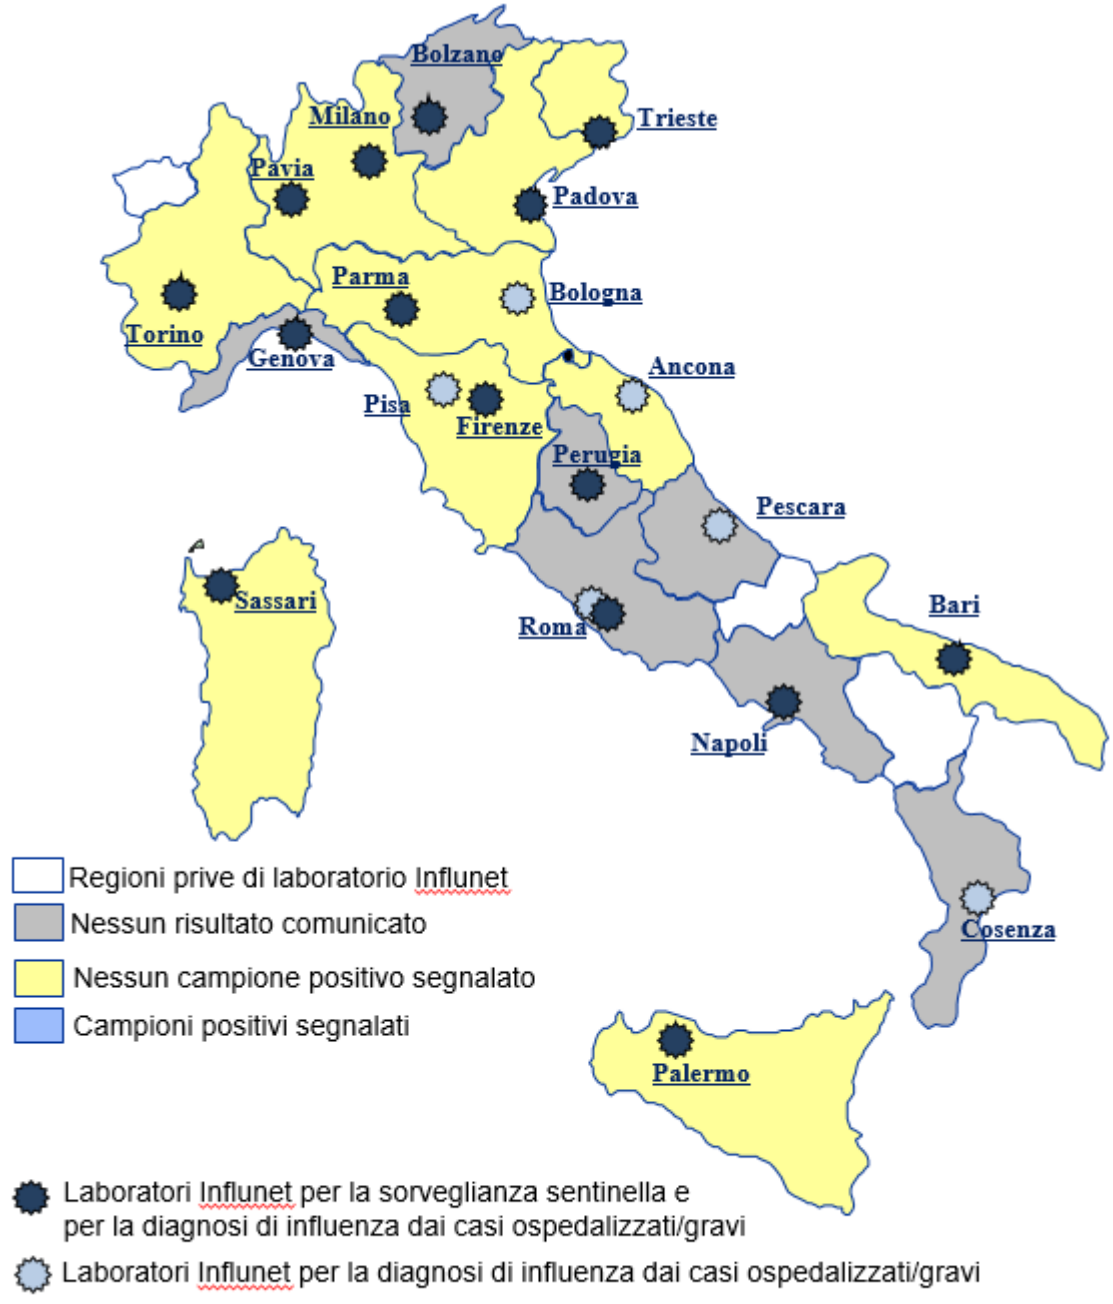 Bolzano
Milano
Trieste
Pavia
Padova
Parma
Bologna
Torino
Genova
Ancona
Pisa
Firenze
Perugia
Pescara
Sassari
Bari
Roma
Napoli
Regioni prive di laboratorio Influnet
Nessun risultato comunicato
Cosenza
Nessun campione positivo segnalato
Campioni positivi segnalati
Palermo
Laboratori Influnet per la sorveglianza sentinella e
per la diagnosi di influenza dai casi ospedalizzati/gravi
Laboratori Influnet per la diagnosi di influenza dai casi ospedalizzati/gravi